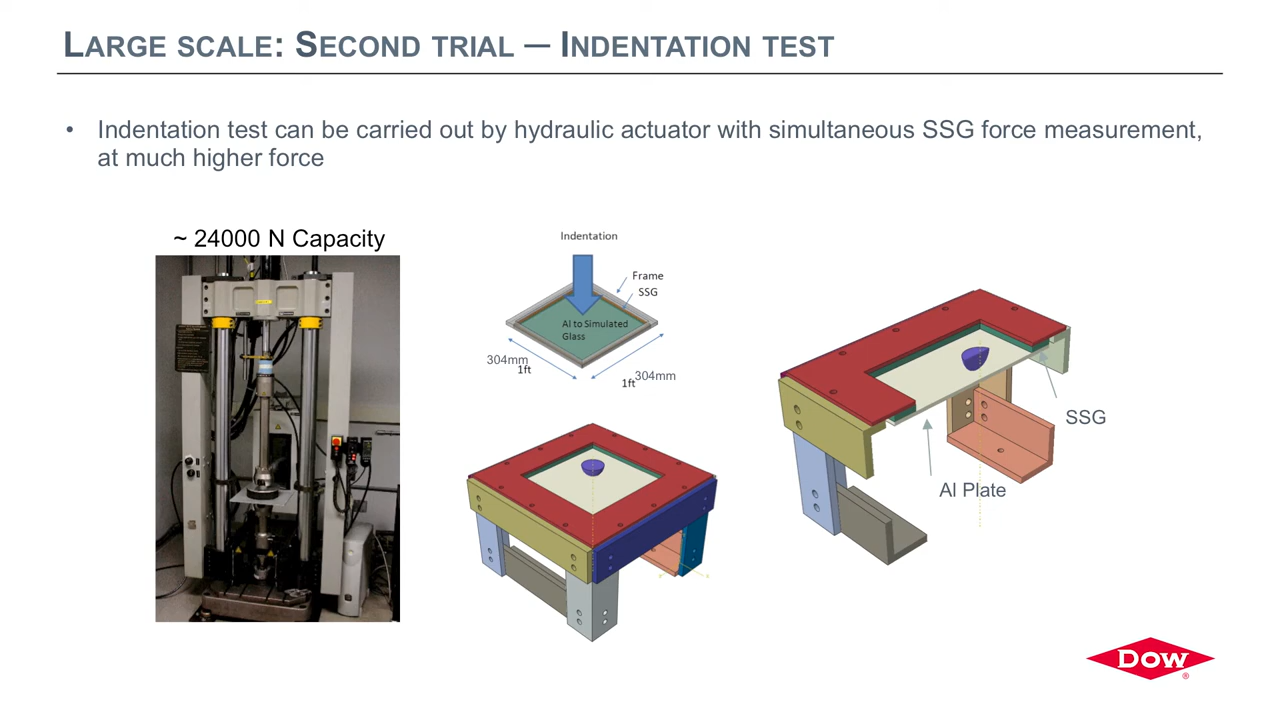 LARGE SCALE: SECOND TRIAL — INDENTATION TEST
• Indentation test can be carried out by hydraulic actuator with simultaneous SSG force measurement,
at much higher force
~ 24000 N Capacity
Indentation
Frame
SSG
Al to Simulated
Glass
304mm
1ft
1ft
304mm
SSG
Al Plate
DOW
®